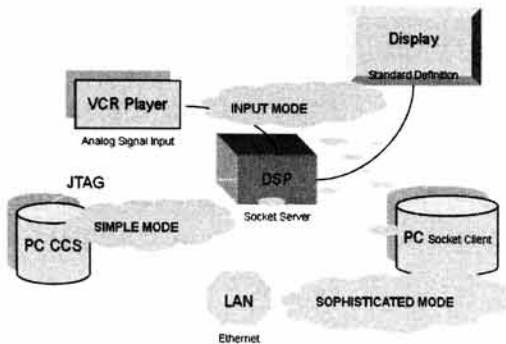 Display
Standard Definition
VCR Player
INPUT MODE
Analog Signal Input
DSP
JTAG
Socket Server
SIMPLE MODE
PC CCS
PC Socket Client
LAN
SOPHISTICATED MODE
Ethernet